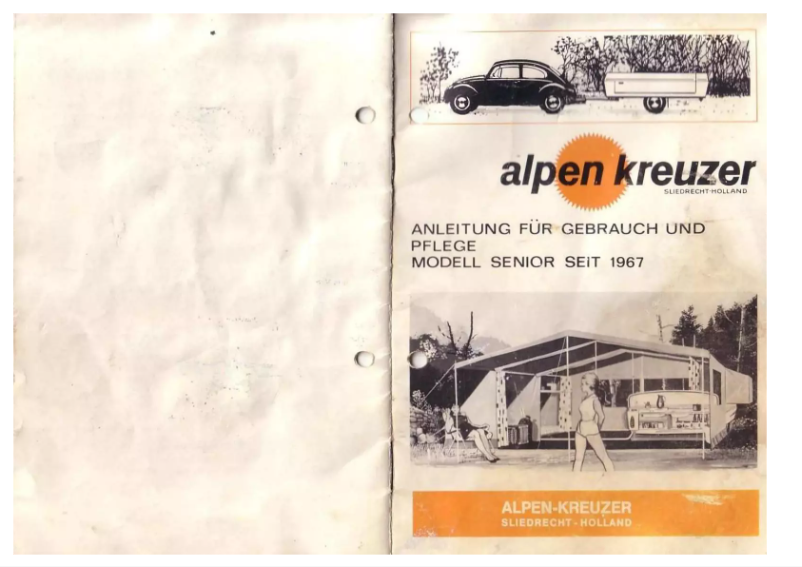 alpen kreuzer
SLIEDRECHT-HOLLAND
ANLEITUNG FÜR GEBRAUCH UND
PFLEGE
MODELL SENIOR SEiT 1967
ALPEN-KREUZER
SLIEDRECHT - HOLLAND